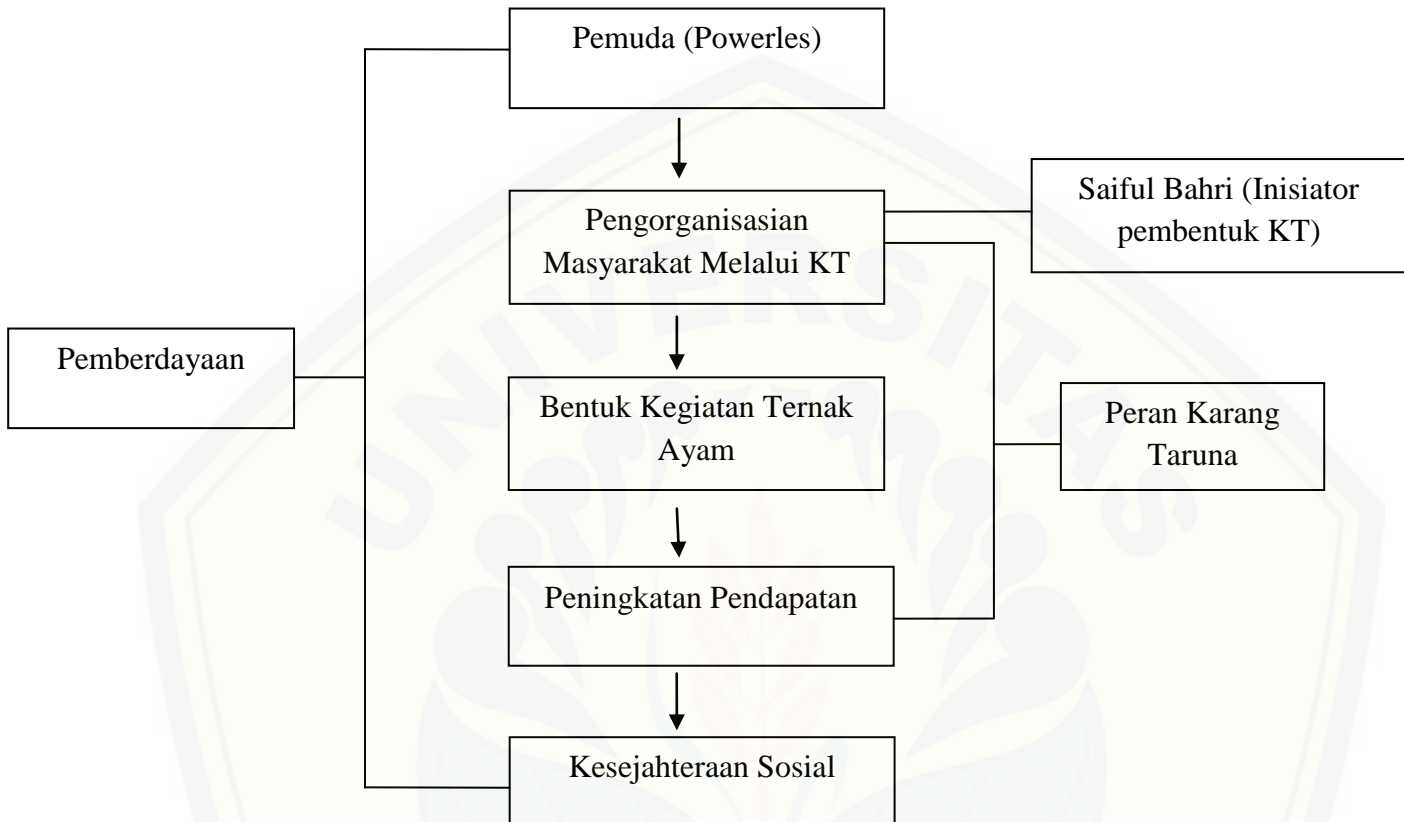 Pemuda (Powerles)
Pengorganisasian
Masyarakat Melalui KT
Saiful Bahri (Inisiator
pembentuk KT)
Pemberdayaan
Bentuk Kegiatan Ternak
Ayam
Peran Karang
Taruna
Peningkatan Pendapatan
Kesejahteraan Sosial
UNIVERSITAS